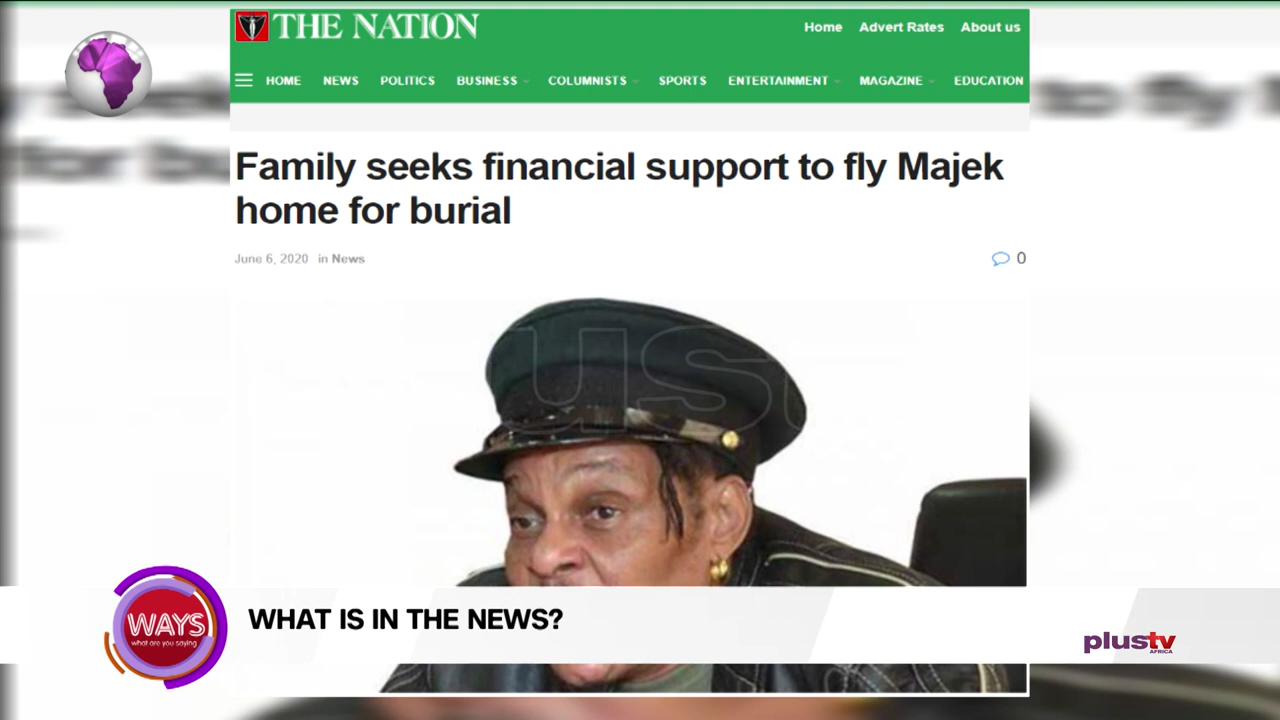 THE NATION
Home Advert Rates About us
HOME NEWS POLITICS BUSINESS COLUMNISTS SPORTS ENTERTAINMENT MAGAZINE EDUCATION
Family seeks financial support to fly Majek
home for burial
June 6, 2020 in News
0
WAYS
what are you saying
WHAT IS IN THE NEWS?
plustv
AFRICA